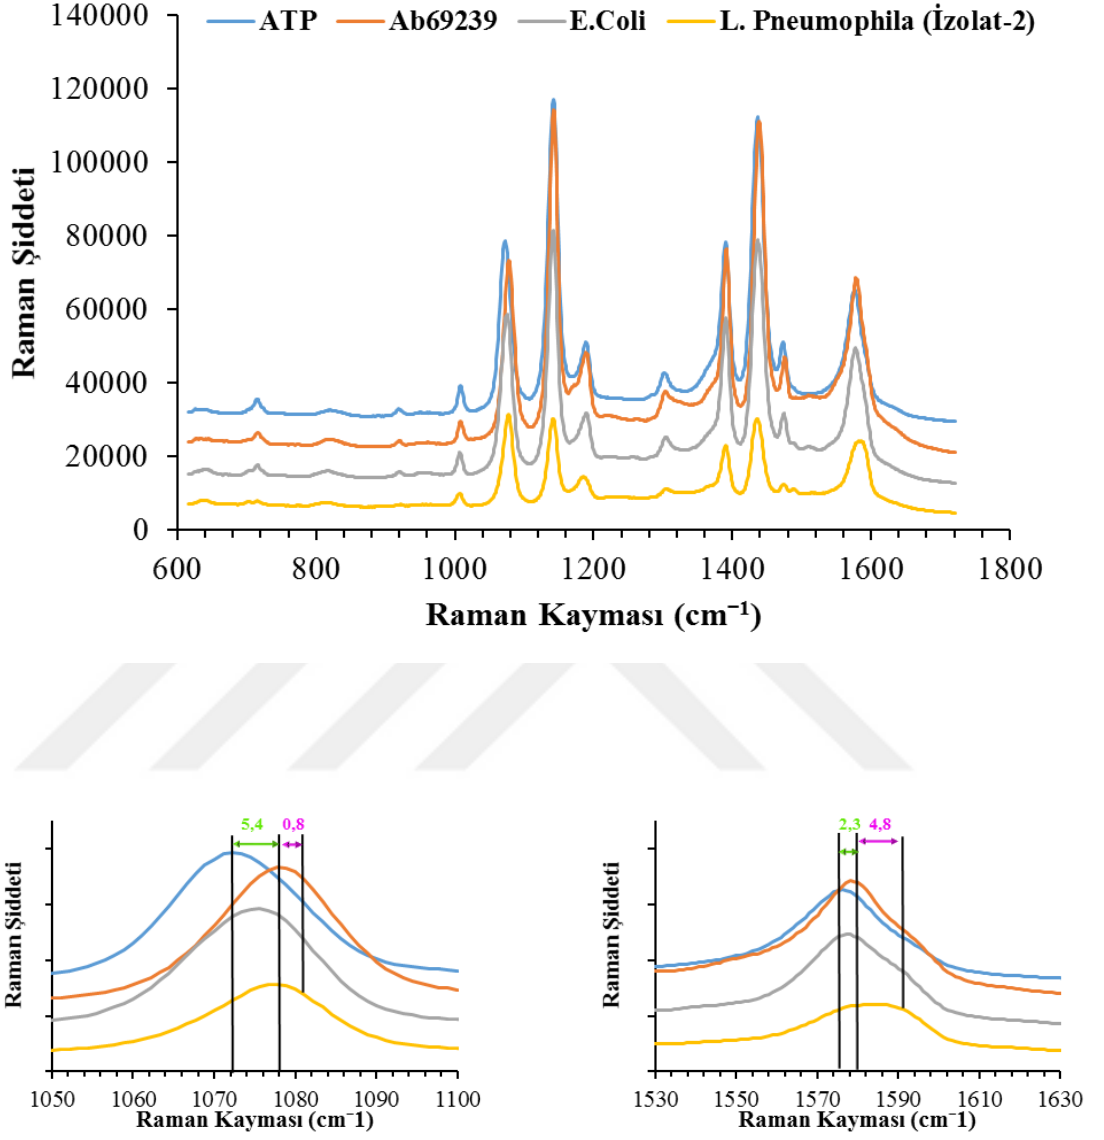 ATP Ab69239 E.Coli L. Pneumophila (İzolat-2)
140000
120000
100000
80000
60000
40000
20000
0
Raman Şiddeti
600 800 1000 1200 1400 1600 1800
Raman Kayması (cm⁻¹)
5,4 0,8
Raman Şiddeti
1050 1060 1070 1080 1090 1100
Raman Kayması (cm⁻1)
2,3 4,8
Raman Şiddeti
1530 1550 1570 1590 1610 1630
Raman Kayması (cm⁻1)